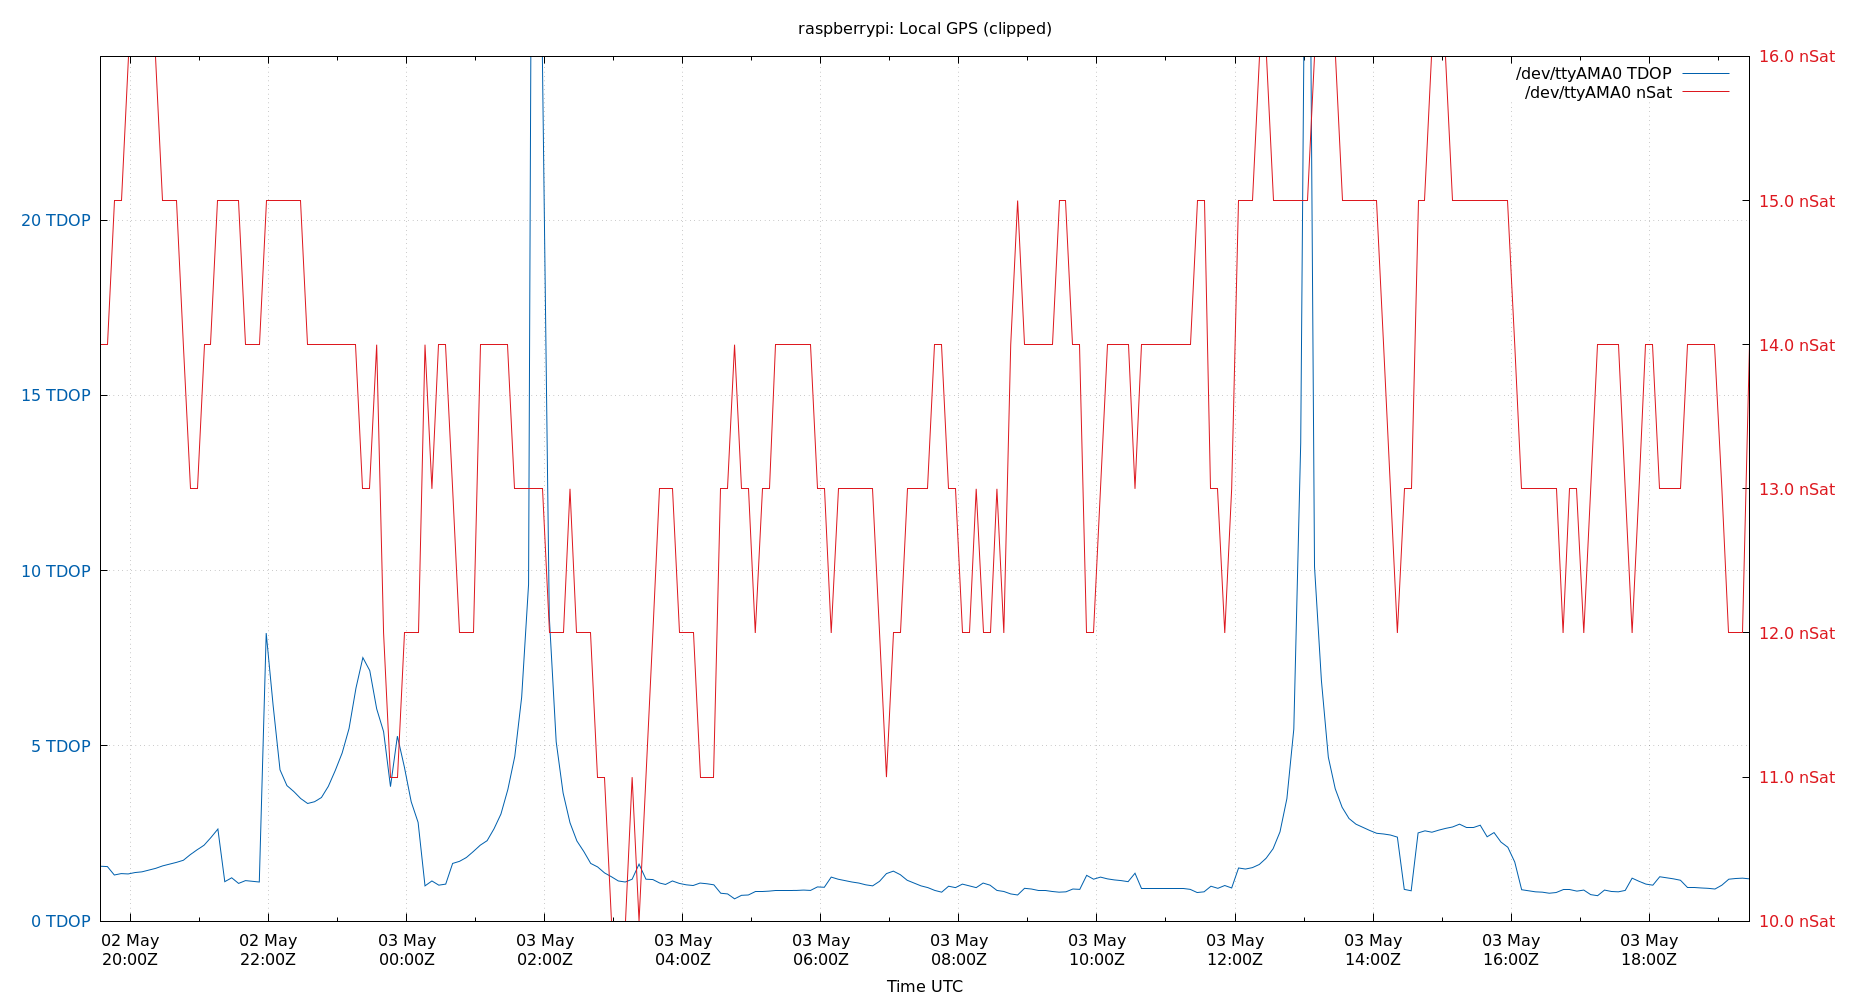 raspberrypi: Local GPS (clipped)
/dev/ttyAMA0 TDOP
/dev/ttyAMA0 nSat
20 TDOP
15 TDOP
10 TDOP
5 TDOP
0 TDOP
16.0 nSat
15.0 nSat
14.0 nSat
13.0 nSat
12.0 nSat
11.0 nSat
10.0 nSat
02 May 02 May 03 May 03 May 03 May 03 May 03 May 03 May 03 May 03 May 03 May 03 May
20:00Z 22:00Z 00:00Z 02:00Z 04:00Z 06:00Z 08:00Z 10:00Z 12:00Z 14:00Z 16:00Z 18:00Z
Time UTC